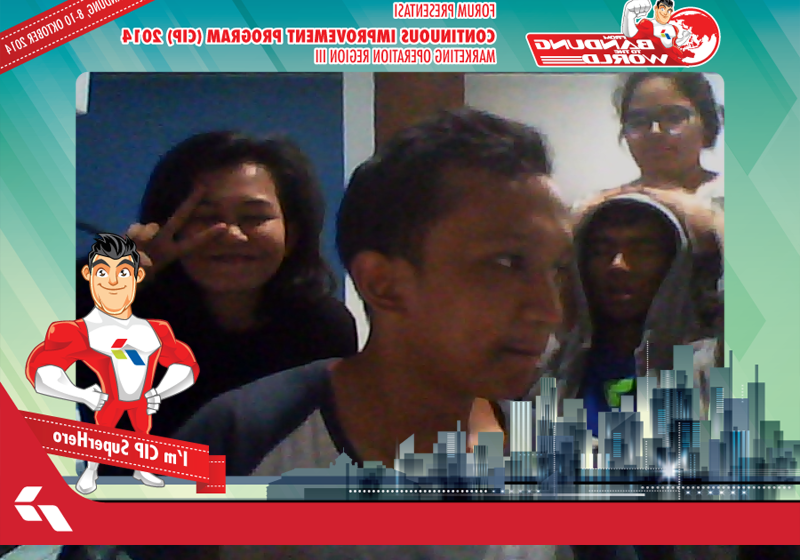 BANDUNG 8-10 OKTOBER 2014
FORUM PRESENTASI
CONTINUOUS IMPROVEMENT PROGRAM (CIP) 2014
MARKETING OPERATION REGION III
FROM
BANDUNG
TO THE
WORLD
I'm CIP SuperHero